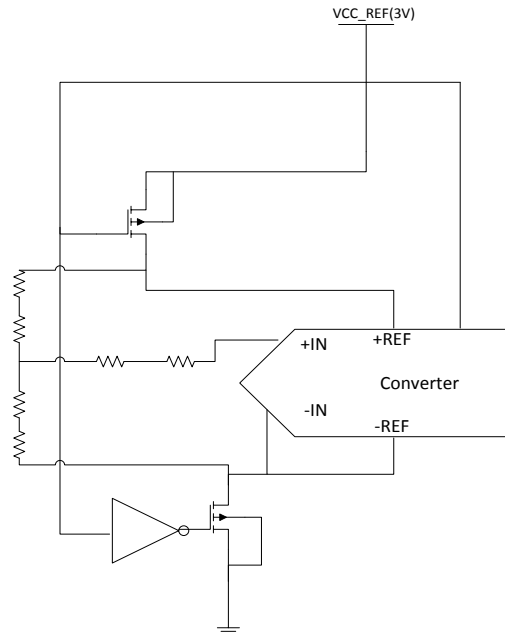 VCC_REF(3V)
+IN
+REF
Converter
-IN
-REF